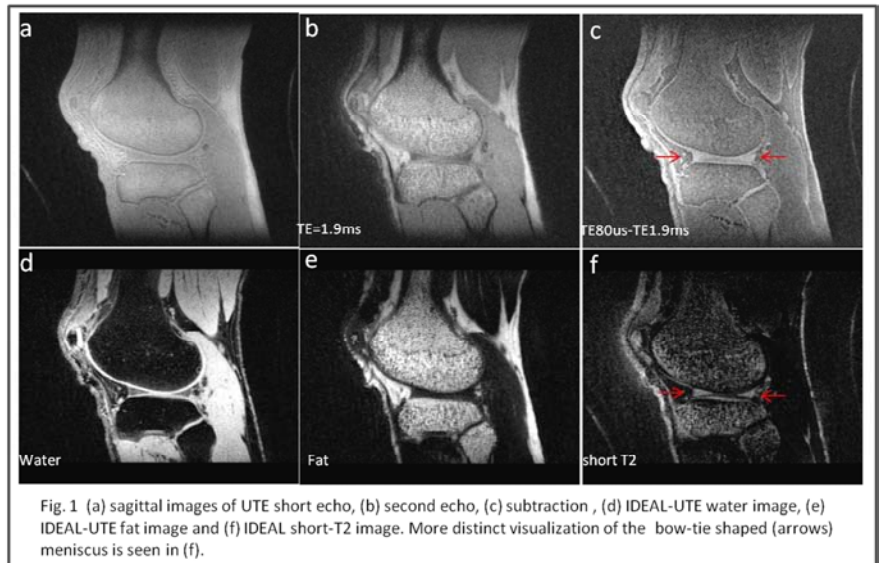 a
b
c
TE=1.9ms
TE80us-TE1.9ms
d
e
f
Water
Fat
short T2
Fig. 1 (a) sagittal images of UTE short echo, (b) second echo, (c) subtraction , (d) IDEAL-UTE water image, (e)
IDEAL-UTE fat image and (f) IDEAL short-T2 image. More distinct visualization of the bow-tie shaped (arrows)
meniscus is seen in (f).